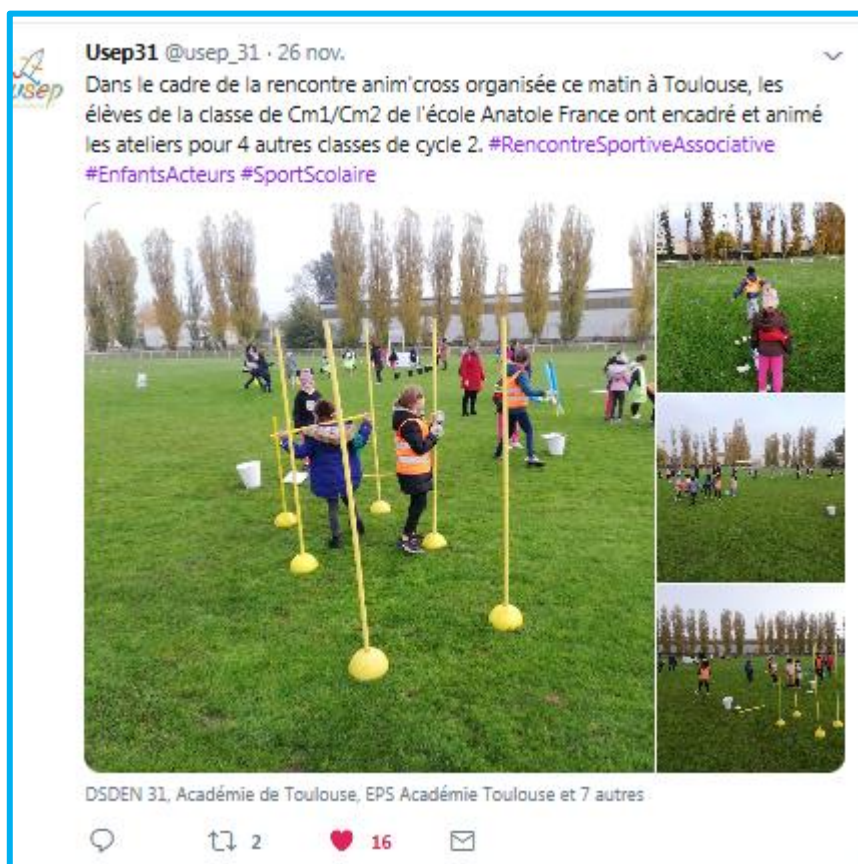 Usep31 @usep_31 · 26 nov.
usep
Dans le cadre de la rencontre anim'cross organisée ce matin à Toulouse, les
élèves de la classe de Cm1/Cm2 de l'école Anatole France ont encadré et animé
les ateliers pour 4 autres classes de cycle 2. #RencontreSportiveAssociative
#EnfantsActeurs #SportScolaire
DSDEN 31, Académie de Toulouse, EPS Académie Toulouse et 7 autres
2 16